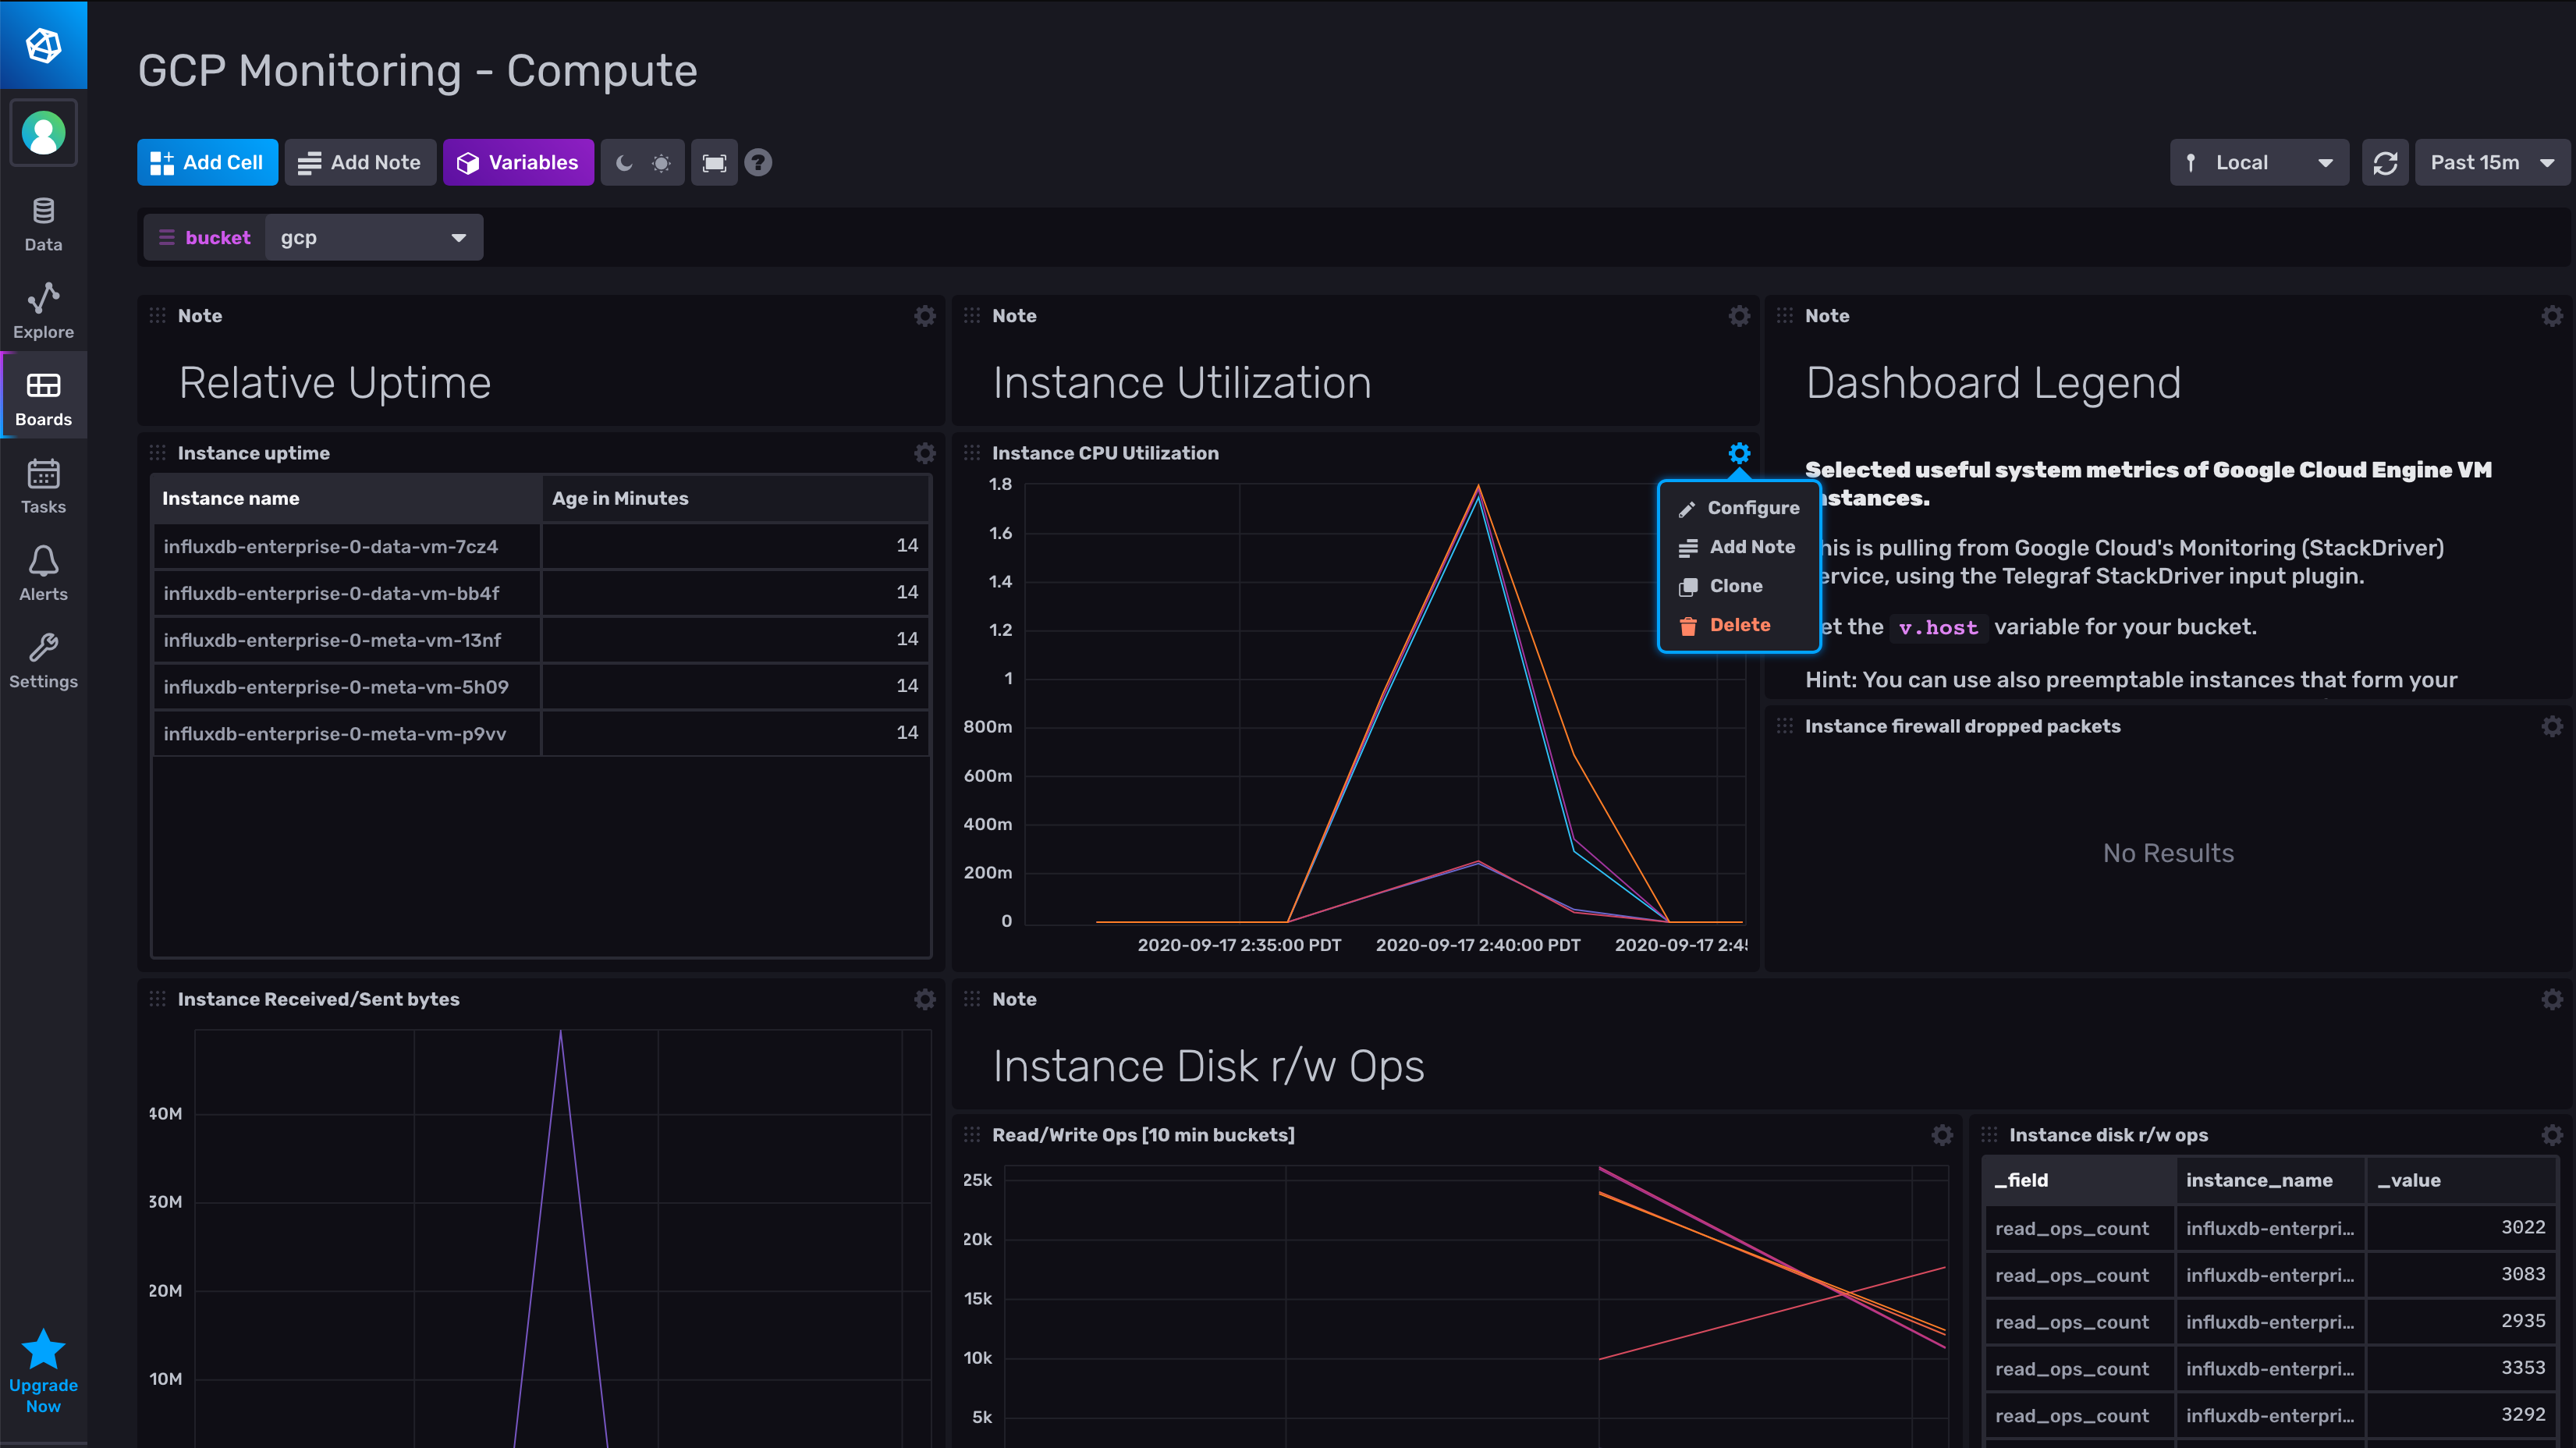 GCP Monitoring - Compute
Add Cell
Add Note
Variables
?
Local
Past 15m
bucket
gcp
Data
Explore
Boards
Tasks
Alerts
Settings
Upgrade
Now
Note
Relative Uptime
Note
Instance Utilization
Note
Dashboard Legend
Selected useful system metrics of Google Cloud Engine VM
nstances.
his is pulling from Google Cloud's Monitoring (StackDriver)
ervice, using the Telegraf StackDriver input plugin.
et the v.host variable for your bucket.
Hint: You can use also preemptable instances that form your
Instance uptime
Instance name Age in Minutes
influxdb-enterprise-0-data-vm-7cz4 14
influxdb-enterprise-0-data-vm-bb4f 14
influxdb-enterprise-0-meta-vm-13nf 14
influxdb-enterprise-0-meta-vm-5h09 14
influxdb-enterprise-0-meta-vm-p9vv 14
Instance CPU Utilization
1.8
1.6
1.4
1.2
1
800m
600m
400m
200m
0
2020-09-17 2:35:00 PDT
2020-09-17 2:40:00 PDT
2020-09-17 2:45
Configure
Add Note
Clone
Delete
Instance firewall dropped packets
No Results
Instance Received/Sent bytes
40M
30M
20M
10M
Note
Instance Disk r/w Ops
Read/Write Ops [10 min buckets]
25k
20k
15k
10k
5k
Instance disk r/w ops
_field instance_name _value
read_ops_count influxdb-enterpri... 3022
read_ops_count influxdb-enterpri... 3083
read_ops_count influxdb-enterpri... 2935
read_ops_count influxdb-enterpri... 3353
read_ops_count influxdb-enterpri... 3292